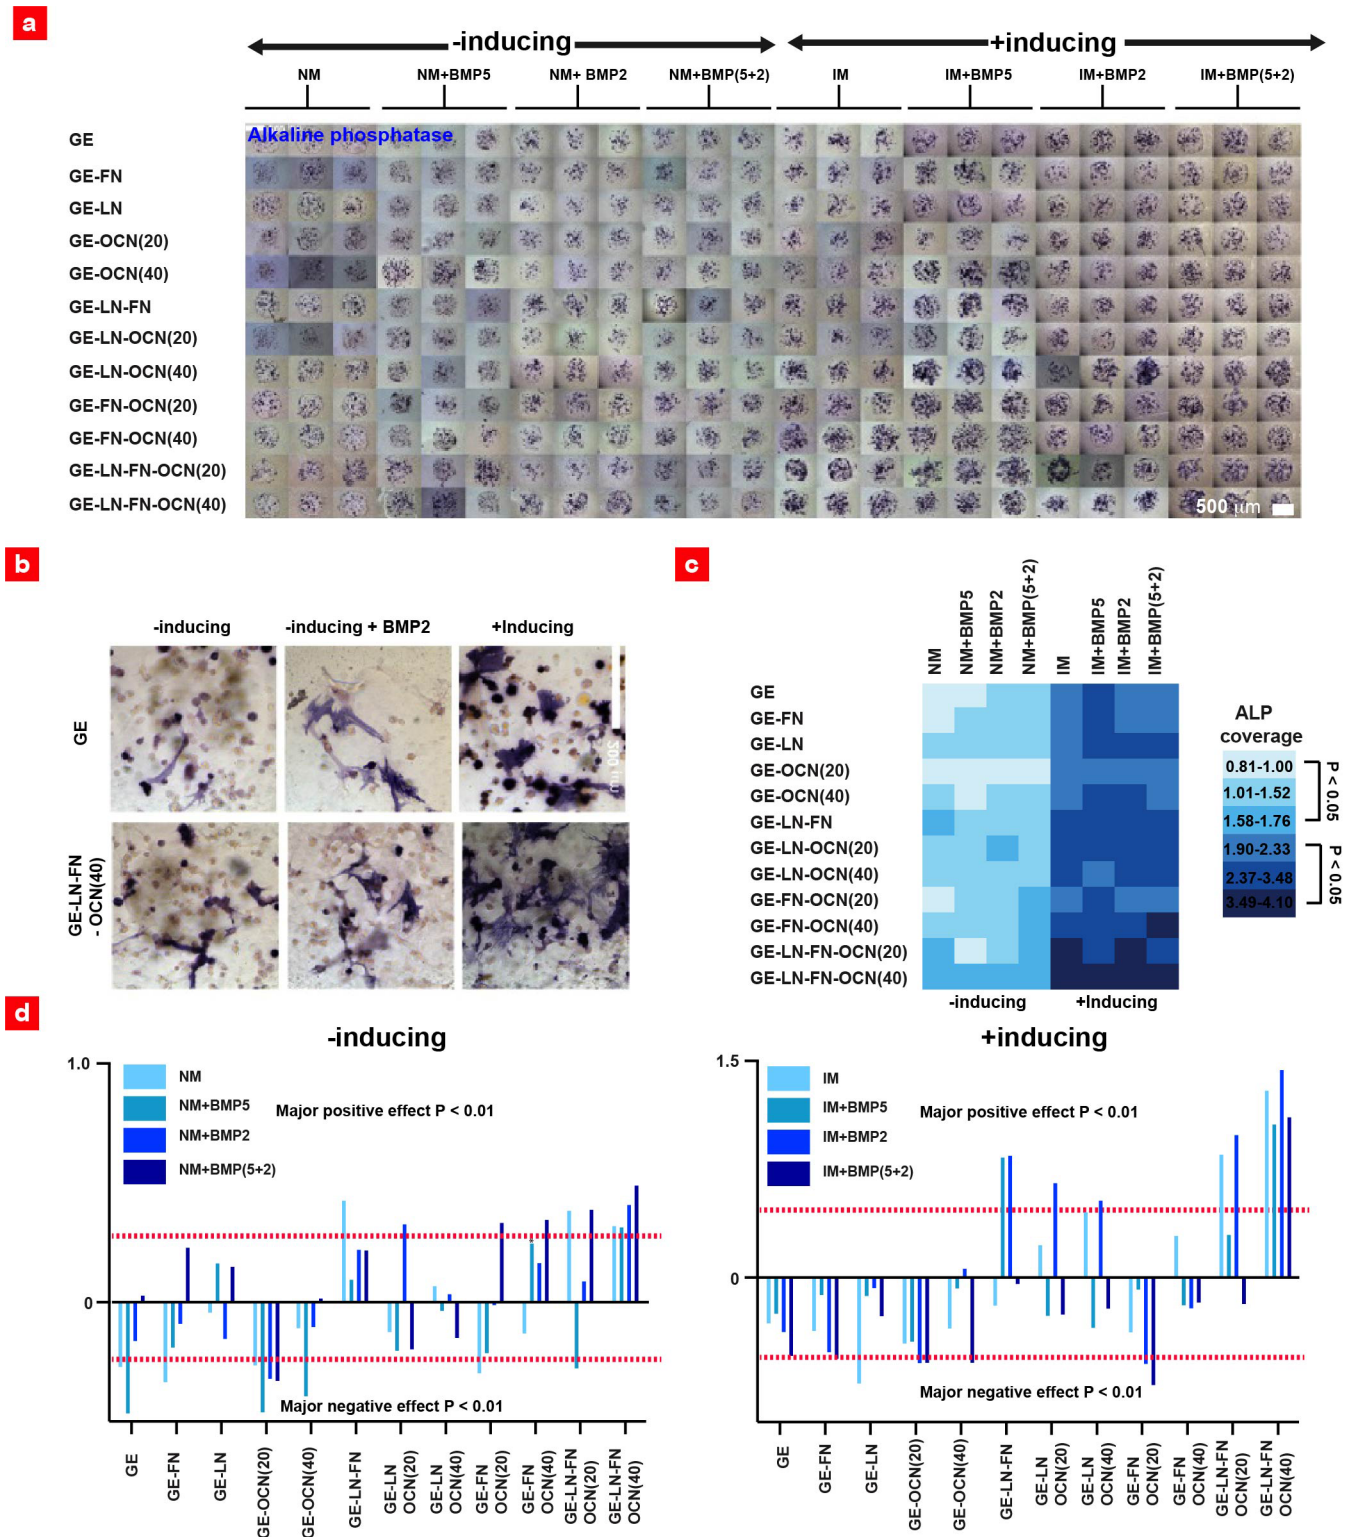 a
-inducing +inducing
NM NM+BMP5 NM+ BMP2 NM+BMP(5+2) IM IM+BMP5 IM+BMP2 IM+BMP(5+2)
Alkaline phosphatase
GE
GE-FN
GE-LN
GE-OCN(20)
GE-OCN(40)
GE-LN-FN
GE-LN-OCN(20)
GE-LN-OCN(40)
GE-FN-OCN(20)
GE-FN-OCN(40)
GE-LN-FN-OCN(20)
GE-LN-FN-OCN(40)
500 μm
b
-inducing -inducing + BMP2 +Inducing
GE
GE-LN-FN
- OCN(40)
500 μm
c
NM
NM+BMP5
NM+BMP2
NM+BMP(5+2)
IM
IM+BMP5
IM+BMP2
IM+BMP(5+2)
GE
GE-FN
GE-LN
GE-OCN(20)
GE-OCN(40)
GE-LN-FN
GE-LN-OCN(20)
GE-LN-OCN(40)
GE-FN-OCN(20)
GE-FN-OCN(40)
GE-LN-FN-OCN(20)
GE-LN-FN-OCN(40)
-inducing +Inducing
ALP
coverage
0.81-1.00
1.01-1.52
1.58-1.76
1.90-2.33
2.37-3.48
3.49-4.10
P < 0.05
P < 0.05
d
-inducing
1.0
0
NM
NM+BMP5
NM+BMP2
NM+BMP(5+2)
Major positive effect P < 0.01
*
Major negative effect P < 0.01
GE
GE-FN
GE-LN
GE-OCN(20)
GE-OCN(40)
GE-LN-FN
GE-LN
OCN(20)
GE-LN
OCN(40)
GE-FN
OCN(20)
GE-FN
OCN(40)
GE-LN-FN
OCN(20)
GE-LN-FN
OCN(40)
+inducing
1.5
0
IM
IM+BMP5
IM+BMP2
IM+BMP(5+2)
Major positive effect P < 0.01
Major negative effect P < 0.01
GE
GE-FN
GE-LN
GE-OCN(20)
GE-OCN(40)
GE-LN-FN
GE-LN
OCN(20)
GE-LN
OCN(40)
GE-FN
OCN(20)
GE-FN
OCN(40)
GE-LN-FN
OCN(20)
GE-LN-FN
OCN(40)